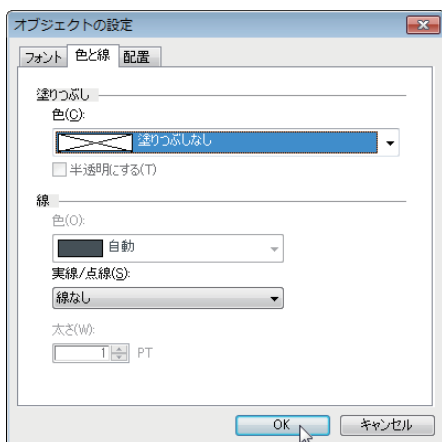 オブジェクトの設定
フォント 色と線 配置
塗りつぶし
色(C):
塗りつぶしなし
半透明にする(T)
線
色(O):
自動
実線/点線(S):
線なし
太さ(W):
1 PT
OK キャンセル